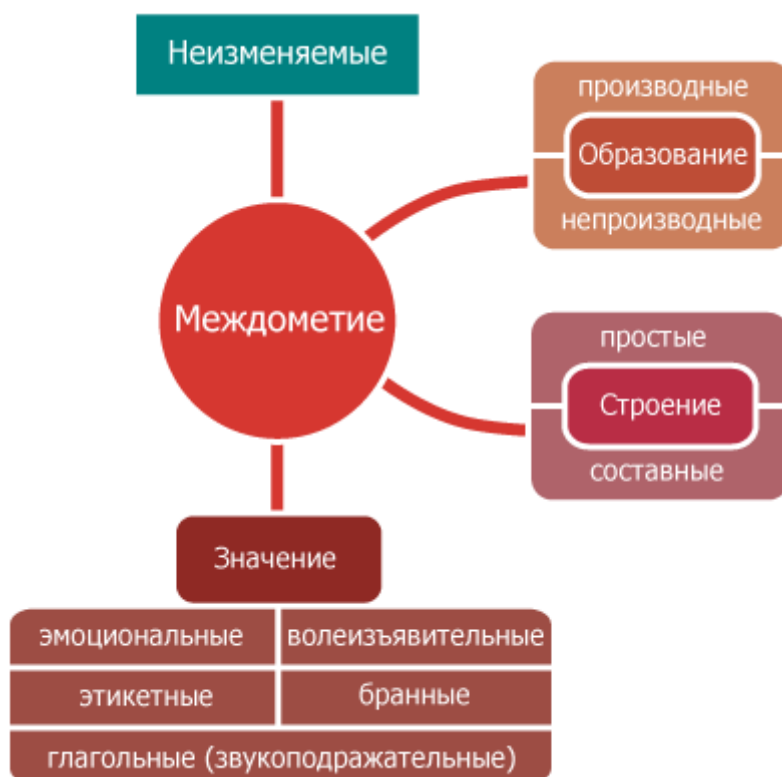 Неизменяемые
производные
Образование
непроизводные
Междометие
простые
Строение
составные
Значение
эмоциональные
волеизъявительные
этикетные
бранные
глагольные (звукоподражательные)